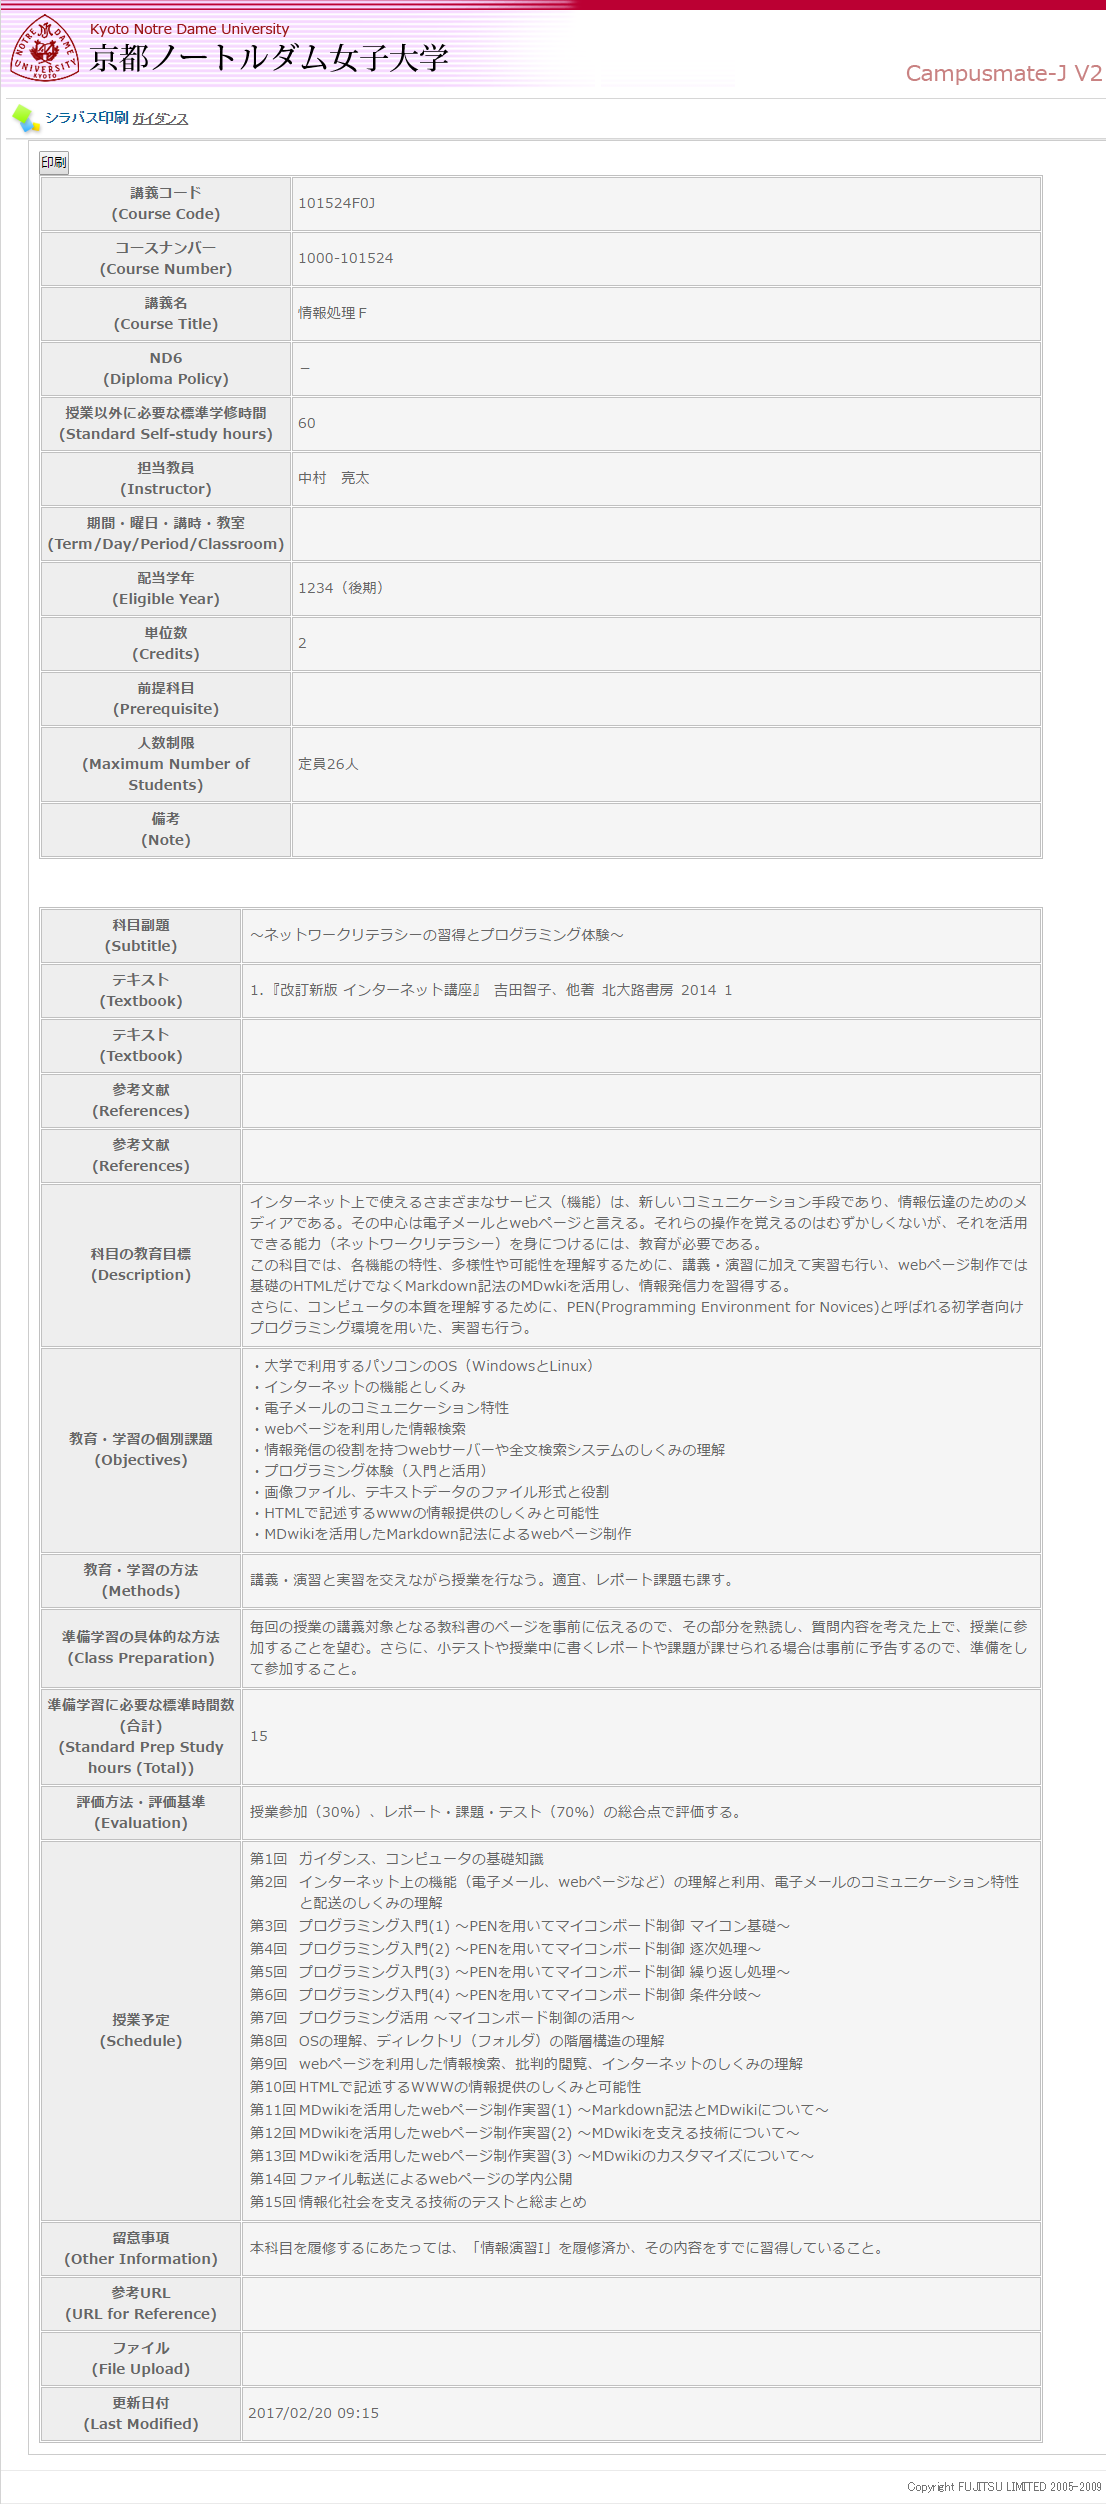 Kyoto Notre Dame University
京都ノートルダム女子大学
NOTRE DAME
UNIVERSITY
KYOTO
Campusmate-J V2
シラバス印刷 ガイダンス
印刷
講義コード
(Course Code)
101524F0J
コースナンバー
(Course Number)
1000-101524
講義名
(Course Title)
情報処理Ｆ
ND6
(Diploma Policy)
－
授業以外に必要な標準学修時間
(Standard Self-study hours)
60
担当教員
(Instructor)
中村　亮太
期間・曜日・講時・教室
(Term/Day/Period/Classroom)
配当学年
(Eligible Year)
1234（後期）
単位数
(Credits)
2
前提科目
(Prerequisite)
人数制限
(Maximum Number of
Students)
定員26人
備考
(Note)
科目副題
(Subtitle)
～ネットワークリテラシーの習得とプログラミング体験～
テキスト
(Textbook)
1.『改訂新版 インターネット講座』 吉田智子、他著 北大路書房 2014 1
テキスト
(Textbook)
参考文献
(References)
参考文献
(References)
科目の教育目標
(Description)
インターネット上で使えるさまざまなサービス（機能）は、新しいコミュニケーション手段であり、情報伝達のためのメ
ディアである。その中心は電子メールとwebページと言える。それらの操作を覚えるのはむずかしくないが、それを活用
できる能力（ネットワークリテラシー）を身につけるには、教育が必要である。
この科目では、各機能の特性、多様性や可能性を理解するために、講義・演習に加えて実習も行い、webページ制作では
基礎のHTMLだけでなくMarkdown記法のMDwkiを活用し、情報発信力を習得する。
さらに、コンピュータの本質を理解するために、PEN(Programming Environment for Novices)と呼ばれる初学者向け
プログラミング環境を用いた、実習も行う。
教育・学習の個別課題
(Objectives)
・大学で利用するパソコンのOS（WindowsとLinux）
・インターネットの機能としくみ
・電子メールのコミュニケーション特性
・webページを利用した情報検索
・情報発信の役割を持つwebサーバーや全文検索システムのしくみの理解
・プログラミング体験（入門と活用）
・画像ファイル、テキストデータのファイル形式と役割
・HTMLで記述するwwwの情報提供のしくみと可能性
・MDwikiを活用したMarkdown記法によるwebページ制作
教育・学習の方法
(Methods)
講義・演習と実習を交えながら授業を行なう。適宜、レポート課題も課す。
準備学習の具体的な方法
(Class Preparation)
毎回の授業の講義対象となる教科書のページを事前に伝えるので、その部分を熟読し、質問内容を考えた上で、授業に参
加することを望む。さらに、小テストや授業中に書くレポートや課題が課せられる場合は事前に予告するので、準備をし
て参加すること。
準備学習に必要な標準時間数
(合計)
(Standard Prep Study
hours (Total))
15
評価方法・評価基準
(Evaluation)
授業参加（30%）、レポート・課題・テスト（70%）の総合点で評価する。
授業予定
(Schedule)
第1回 ガイダンス、コンピュータの基礎知識
第2回 インターネット上の機能（電子メール、webページなど）の理解と利用、電子メールのコミュニケーション特性
と配送のしくみの理解
第3回 プログラミング入門(1) ～PENを用いてマイコンボード制御 マイコン基礎～
第4回 プログラミング入門(2) ～PENを用いてマイコンボード制御 逐次処理～
第5回 プログラミング入門(3) ～PENを用いてマイコンボード制御 繰り返し処理～
第6回 プログラミング入門(4) ～PENを用いてマイコンボード制御 条件分岐～
第7回 プログラミング活用 ～マイコンボード制御の活用～
第8回 OSの理解、ディレクトリ（フォルダ）の階層構造の理解
第9回 webページを利用した情報検索、批判的閲覧、インターネットのしくみの理解
第10回 HTMLで記述するWWWの情報提供のしくみと可能性
第11回 MDwikiを活用したwebページ制作実習(1) ～Markdown記法とMDwikiについて～
第12回 MDwikiを活用したwebページ制作実習(2) ～MDwikiを支える技術について～
第13回 MDwikiを活用したwebページ制作実習(3) ～MDwikiのカスタマイズについて～
第14回 ファイル転送によるwebページの学内公開
第15回 情報化社会を支える技術のテストと総まとめ
留意事項
(Other Information)
本科目を履修するにあたっては、「情報演習I」を履修済か、その内容をすでに習得していること。
参考URL
(URL for Reference)
ファイル
(File Upload)
更新日付
(Last Modified)
2017/02/20 09:15
Copyright FUJITSU LIMITED 2005-2009